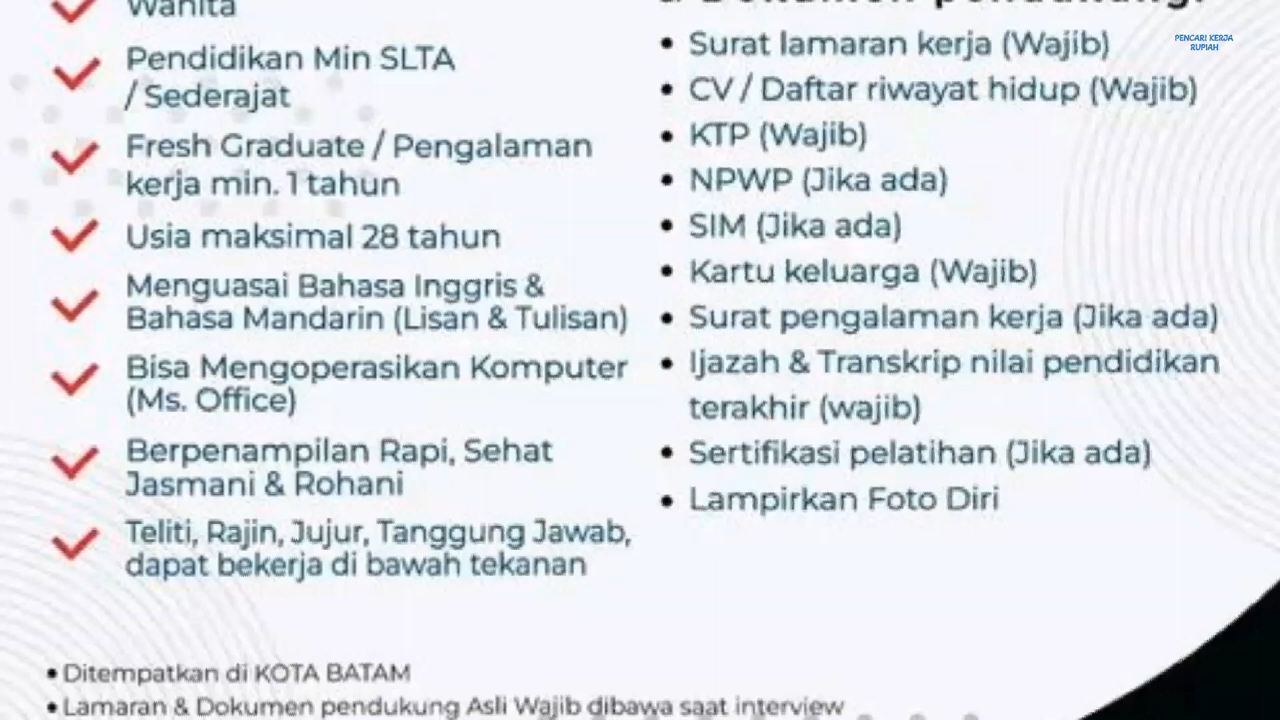 Wanita
Pendidikan Min SLTA
/ Sederajat
Fresh Graduate / Pengalaman
kerja min. 1 tahun
Usia maksimal 28 tahun
Menguasai Bahasa Inggris &
Bahasa Mandarin (Lisan & Tulisan)
Bisa Mengoperasikan Komputer
(Ms. Office)
Berpenampilan Rapi, Sehat
Jasmani & Rohani
Teliti, Rajin, Jujur, Tanggung Jawab,
dapat bekerja di bawah tekanan
& Dokumen pendukung:
• Surat lamaran kerja (Wajib)
• CV / Daftar riwayat hidup (Wajib)
• KTP (Wajib)
• NPWP (Jika ada)
• SIM (Jika ada)
• Kartu keluarga (Wajib)
• Surat pengalaman kerja (Jika ada)
• Ijazah & Transkrip nilai pendidikan
terakhir (wajib)
• Sertifikasi pelatihan (Jika ada)
• Lampirkan Foto Diri
PENCARI KERJA
RUPIAH
• Ditempatkan di KOTA BATAM
• Lamaran & Dokumen pendukung Asli Wajib dibawa saat interview